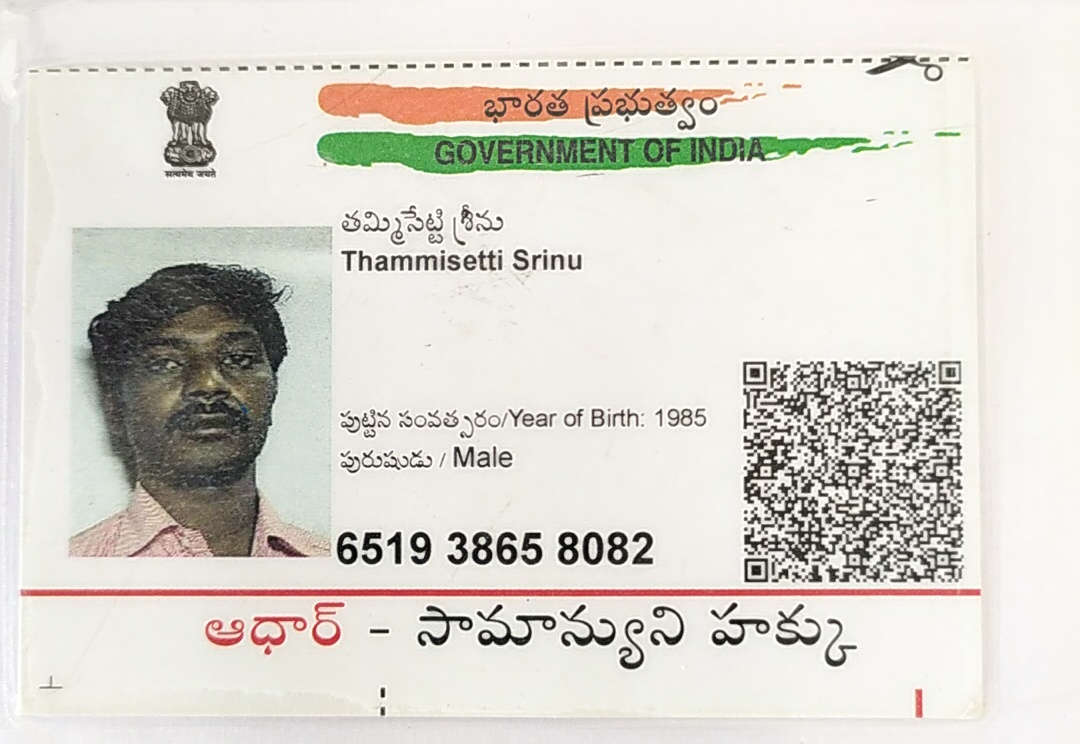 భారత ప్రభుత్వం
GOVERNMENT OF INDIA
सत्यमेव जयते
తమ్మిసేట్టి శ్రీను
Thammisetti Srinu
పుట్టిన సంవత్సరం/Year of Birth: 1985
పురుషుడు / Male
6519 3865 8082
ఆధార్ - సామాన్యుని హక్కు